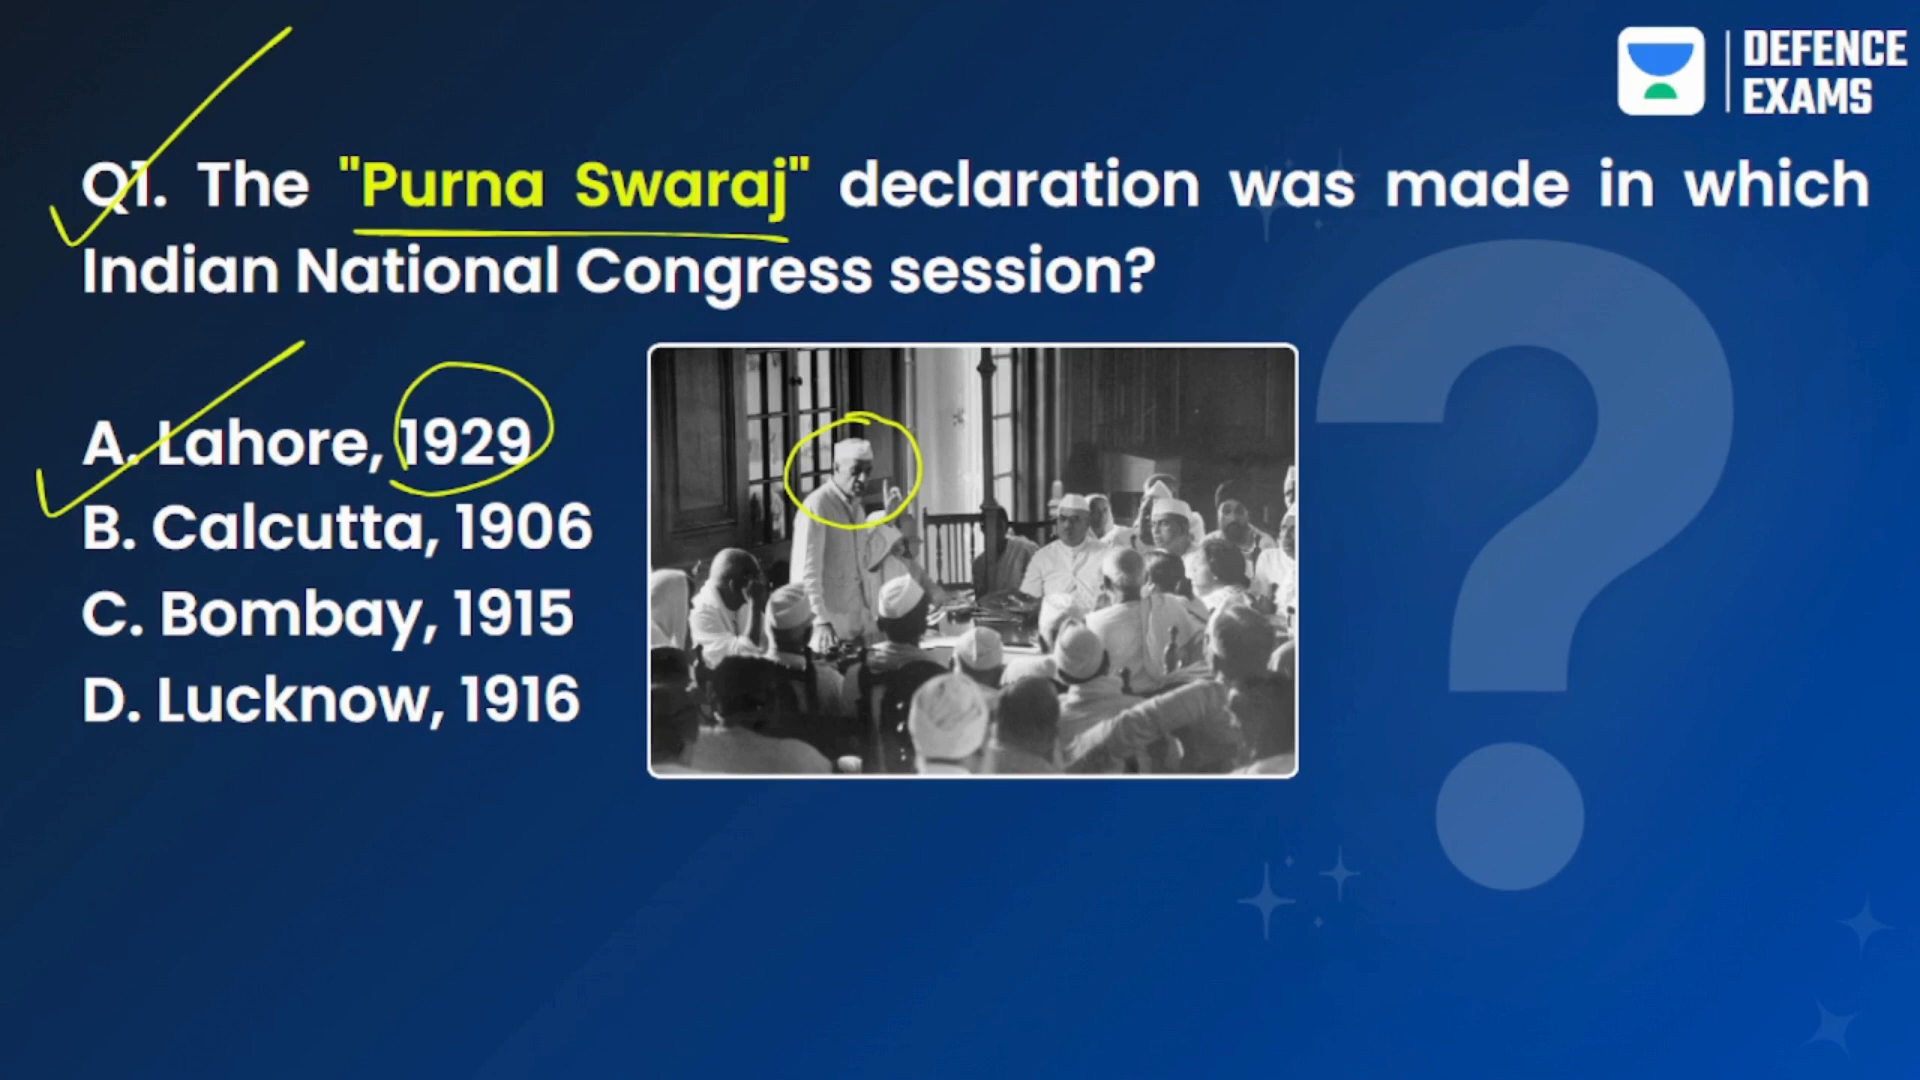 DEFENCE
EXAMS
Q1. The "Purna Swaraj" declaration was made in which
Indian National Congress session?
A. Lahore, 1929
B. Calcutta, 1906
C. Bombay, 1915
D. Lucknow, 1916